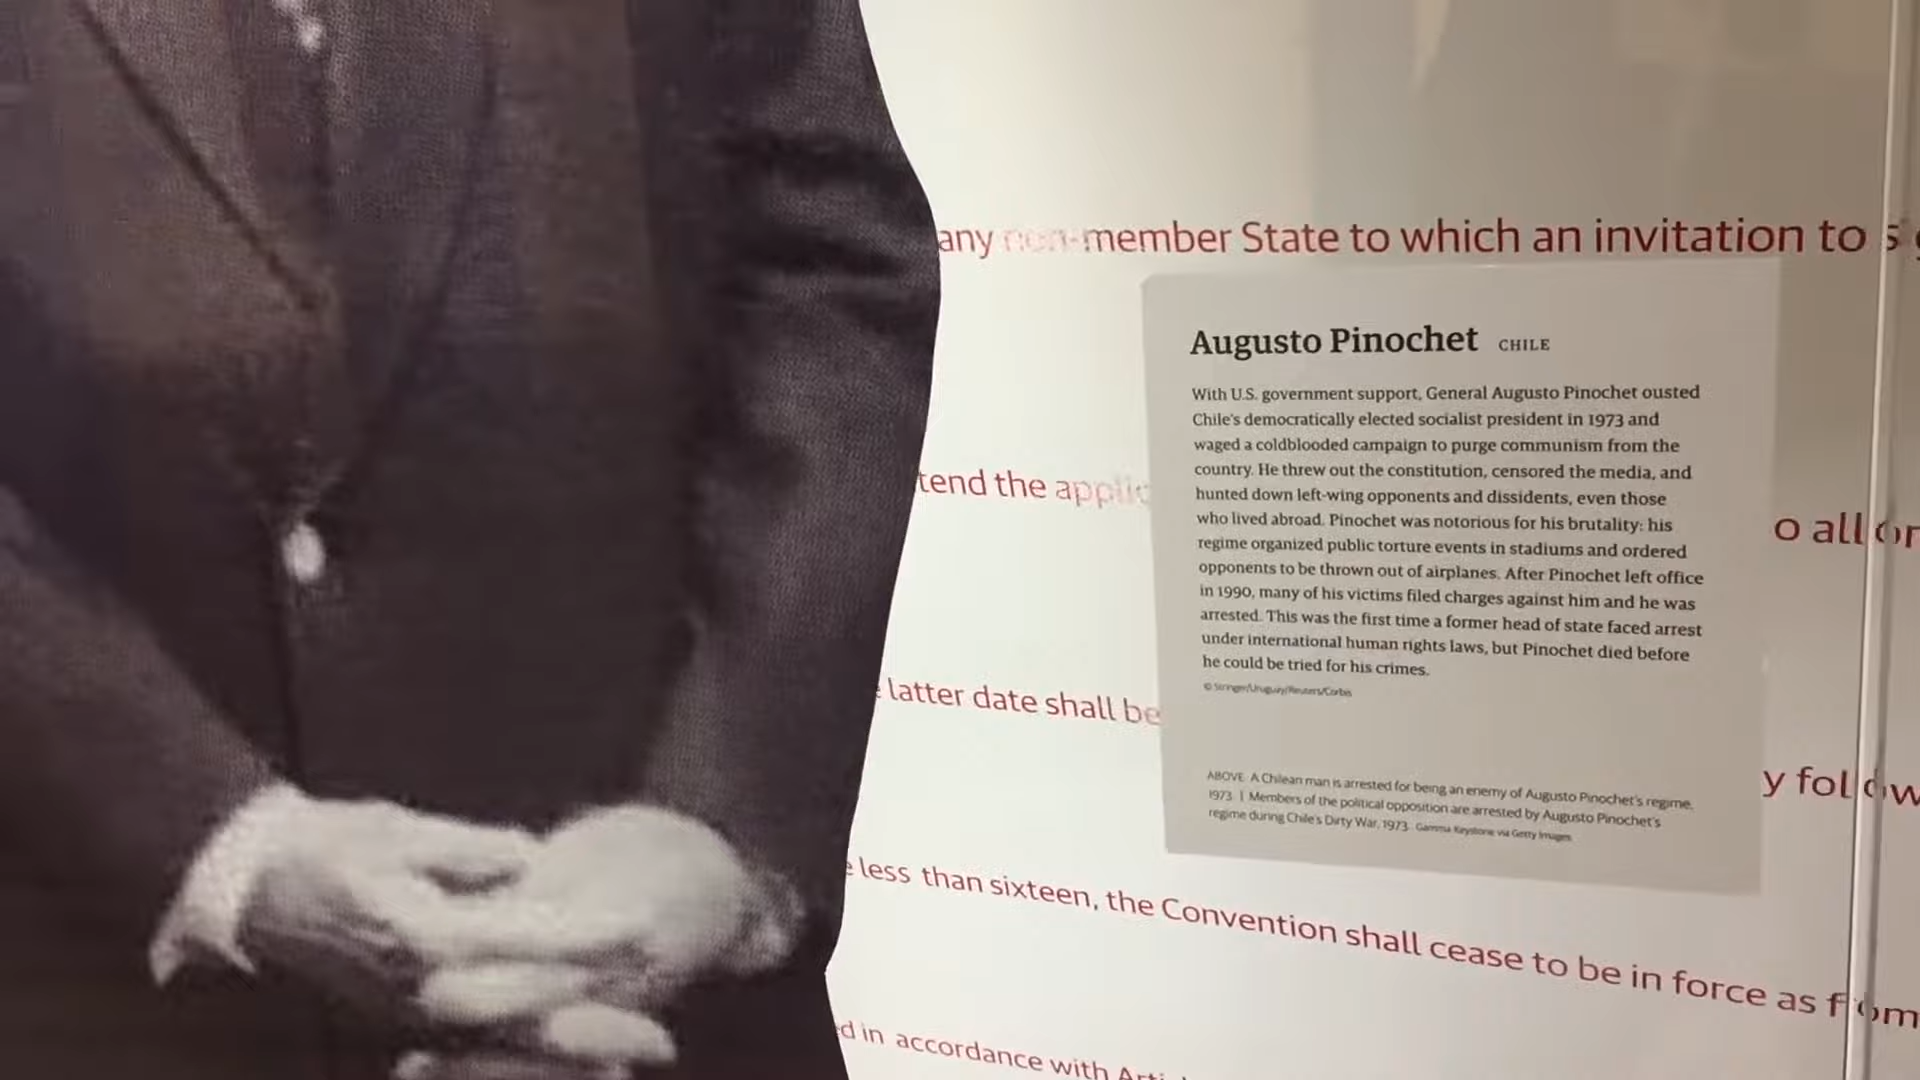 any non-member State to which an invitation to
Augusto Pinochet CHILE
With U.S. government support, General Augusto Pinochet ousted
Chile's democratically elected socialist president in 1973 and
waged a coldblooded campaign to purge communism from the
country. He threw out the constitution, censored the media, and
hunted down left-wing opponents and dissidents, even those
who lived abroad. Pinochet was notorious for his brutality: his
regime organized public torture events in stadiums and ordered
opponents to be thrown out of airplanes. After Pinochet left office
in 1990, many of his victims filed charges against him and he was
arrested. This was the first time a former head of state faced arrest
under international human rights laws, but Pinochet died before
he could be tried for his crimes.
© Stringer/Uruguay/Reuters/Corbis
ABOVE A Chilean man is arrested for being an enemy of Augusto Pinochet's regime,
1973. | Members of the political opposition are arrested by Augusto Pinochet's
regime during Chile's Dirty War, 1973. Gamma-Keystone via Getty Images
tend the applic
o all or
latter date shall be
y follow
less than sixteen, the Convention shall cease to be in force as from
d in accordance with